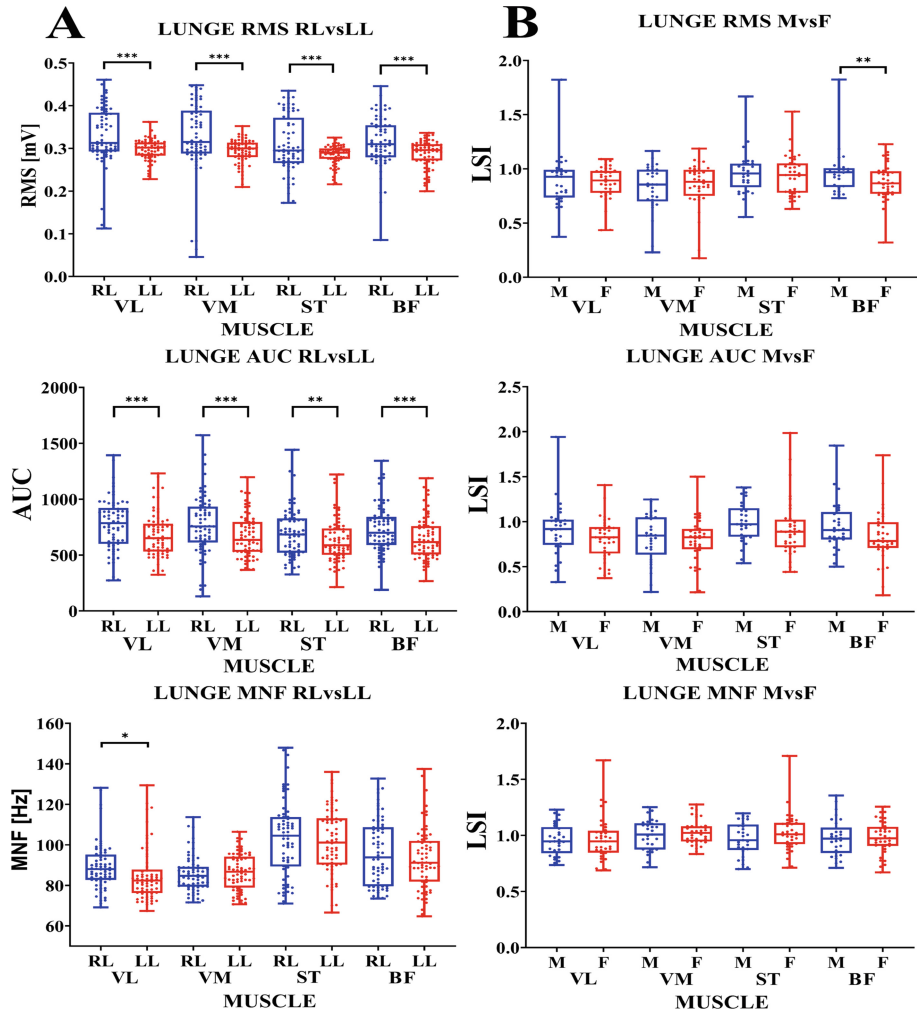 A
LUNGE RMS RLvsLL
*** *** *** ***
RMS [mV]
0.5
0.4
0.3
0.2
0.1
0.0
RL LL RL LL RL LL RL LL
VL VM ST BF
MUSCLE
B
LUNGE RMS MvsF
**
LSI
2.0
1.5
1.0
0.5
0.0
M F M F M F M F
VL VM ST BF
MUSCLE
LUNGE AUC RLvsLL
*** *** ** ***
AUC
2000
1500
1000
500
0
RL LL RL LL RL LL RL LL
VL VM ST BF
MUSCLE
LUNGE AUC MvsF
LSI
2.5
2.0
1.5
1.0
0.5
0.0
M F M F M F M F
VL VM ST BF
MUSCLE
LUNGE MNF RLvsLL
*
MNF [Hz]
160
140
120
100
80
60
RL LL RL LL RL LL RL LL
VL VM ST BF
MUSCLE
LUNGE MNF MvsF
LSI
2.0
1.5
1.0
0.5
0.0
M F M F M F M F
VL VM ST BF
MUSCLE